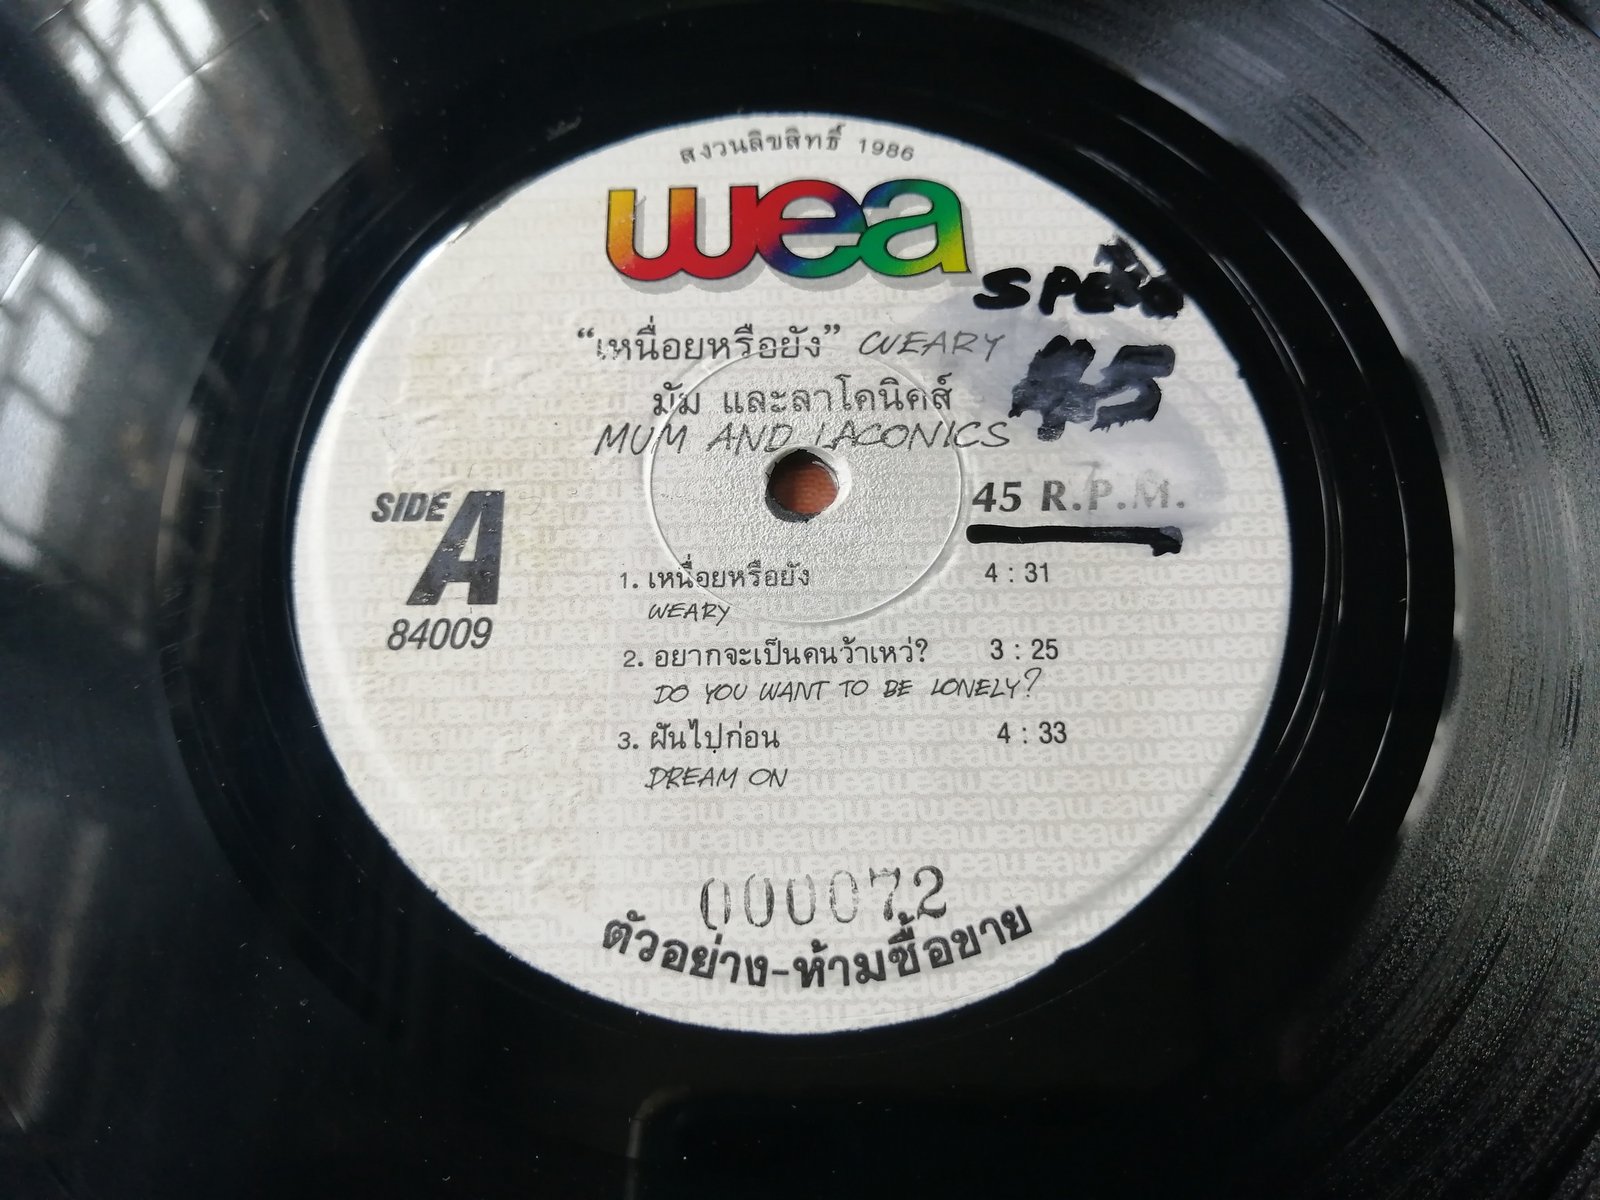 สงวนลิขสิทธิ์ 1986
wea
SPEED
"เหนื่อยหรือยัง" WEARY
45
มัม และลาโคนิคส์
MUM AND LACONICS
45 R.P.M.
SIDE A
84009
1. เหนื่อยหรือยัง 4 : 31
WEARY
2. อยากจะเป็นคนว้าเหว่? 3 : 25
DO YOU WANT TO BE LONELY?
3. ฝันไปก่อน 4 : 33
DREAM ON
000072
ตัวอย่าง-ห้ามซื้อขาย